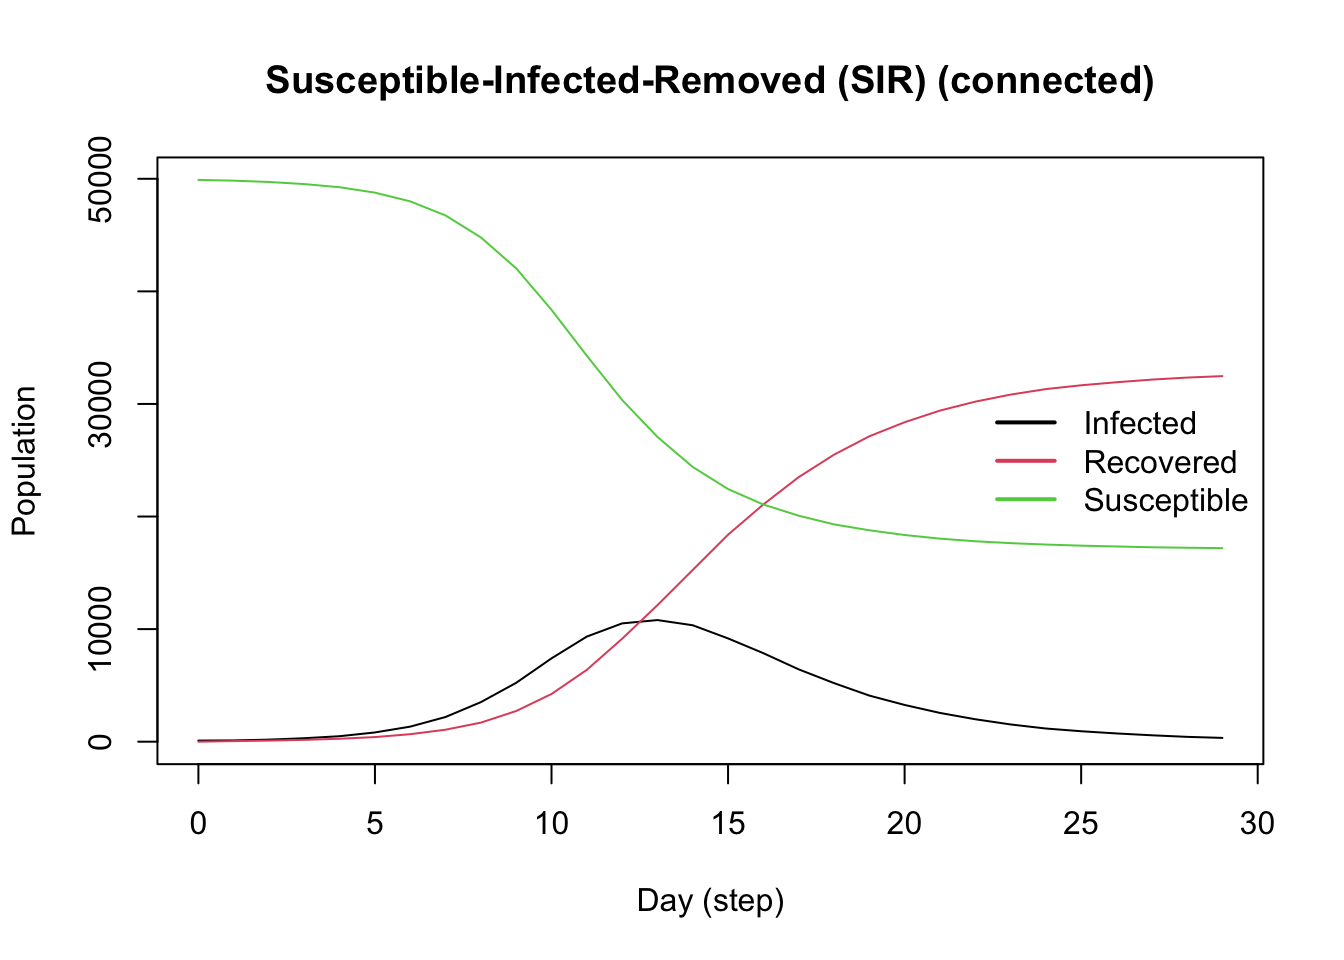 Susceptible-Infected-Removed (SIR) (connected)
Population
50000
30000
10000
0
Infected
Recovered
Susceptible
0 5 10 15 20 25 30
Day (step)